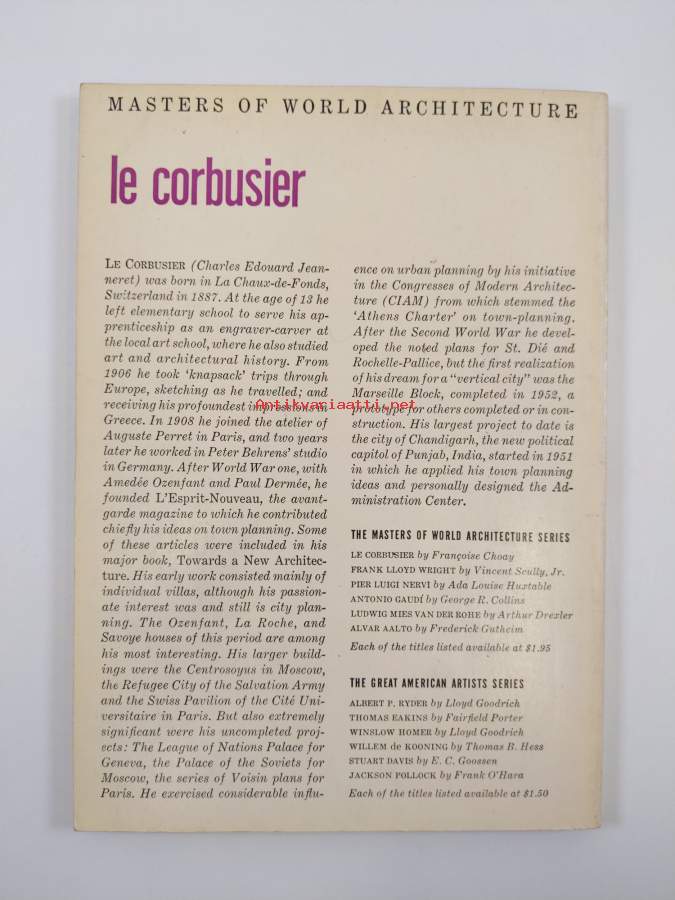 MASTERS OF WORLD ARCHITECTURE
le corbusier
LE CORBUSIER (Charles Edouard Jean-
neret) was born in La Chaux-de-Fonds,
Switzerland in 1887. At the age of 13 he
left elementary school to serve his ap-
prenticeship as an engraver-carver at
the local art school, where he also studied
art and architectural history. From
1906 he took 'knapsack' trips through
Europe, sketching as he travelled; and
receiving his profoundest impressions in
Greece. In 1908 he joined the atelier of
Auguste Perret in Paris, and two years
later he worked in Peter Behrens' studio
in Germany. After World War one, with
Amedée Ozenfant and Paul Dermée, he
founded L'Esprit-Nouveau, the avant-
garde magazine to which he contributed
chiefly his ideas on town planning. Some
of these articles were included in his
major book, Towards a New Architec-
ture. His early work consisted mainly of
individual villas, although his passion-
ate interest was and still is city plan-
ning. The Ozenfant, La Roche, and
Savoye houses of this period are among
his most interesting. His larger build-
ings were the Centrosoyus in Moscow,
the Refugee City of the Salvation Army
and the Swiss Pavilion of the Cité Uni-
versitaire in Paris. But also extremely
significant were his uncompleted proj-
ects: The League of Nations Palace for
Geneva, the Palace of the Soviets for
Moscow, the series of Voisin plans for
Paris. He exercised considerable influ-
ence on urban planning by his initiative
in the Congresses of Modern Architec-
ture (CIAM) from which stemmed the
'Athens Charter' on town-planning.
After the Second World War he devel-
oped the noted plans for St. Dié and
Rochelle-Pallice, but the first realization
of his dream for a "vertical city" was the
Marseille Block, completed in 1952, a
prototype for others completed or in con-
struction. His largest project to date is
the city of Chandigarh, the new political
capitol of Punjab, India, started in 1951
in which he applied his town planning
ideas and personally designed the Ad-
ministration Center.
THE MASTERS OF WORLD ARCHITECTURE SERIES
LE CORBUSIER by Françoise Choay
FRANK LLOYD WRIGHT by Vincent Scully, Jr.
PIER LUIGI NERVI by Ada Louise Huxtable
ANTONIO GAUDÍ by George R. Collins
LUDWIG MIES VAN DER ROHE by Arthur Drexler
ALVAR AALTO by Frederick Gutheim
Each of the titles listed available at $1.95
THE GREAT AMERICAN ARTISTS SERIES
ALBERT P. RYDER by Lloyd Goodrich
THOMAS EAKINS by Fairfield Porter
WINSLOW HOMER by Lloyd Goodrich
WILLEM de KOONING by Thomas B. Hess
STUART DAVIS by E. C. Goossen
JACKSON POLLOCK by Frank O'Hara
Each of the titles listed available at $1.50
Antikvariaatti.net